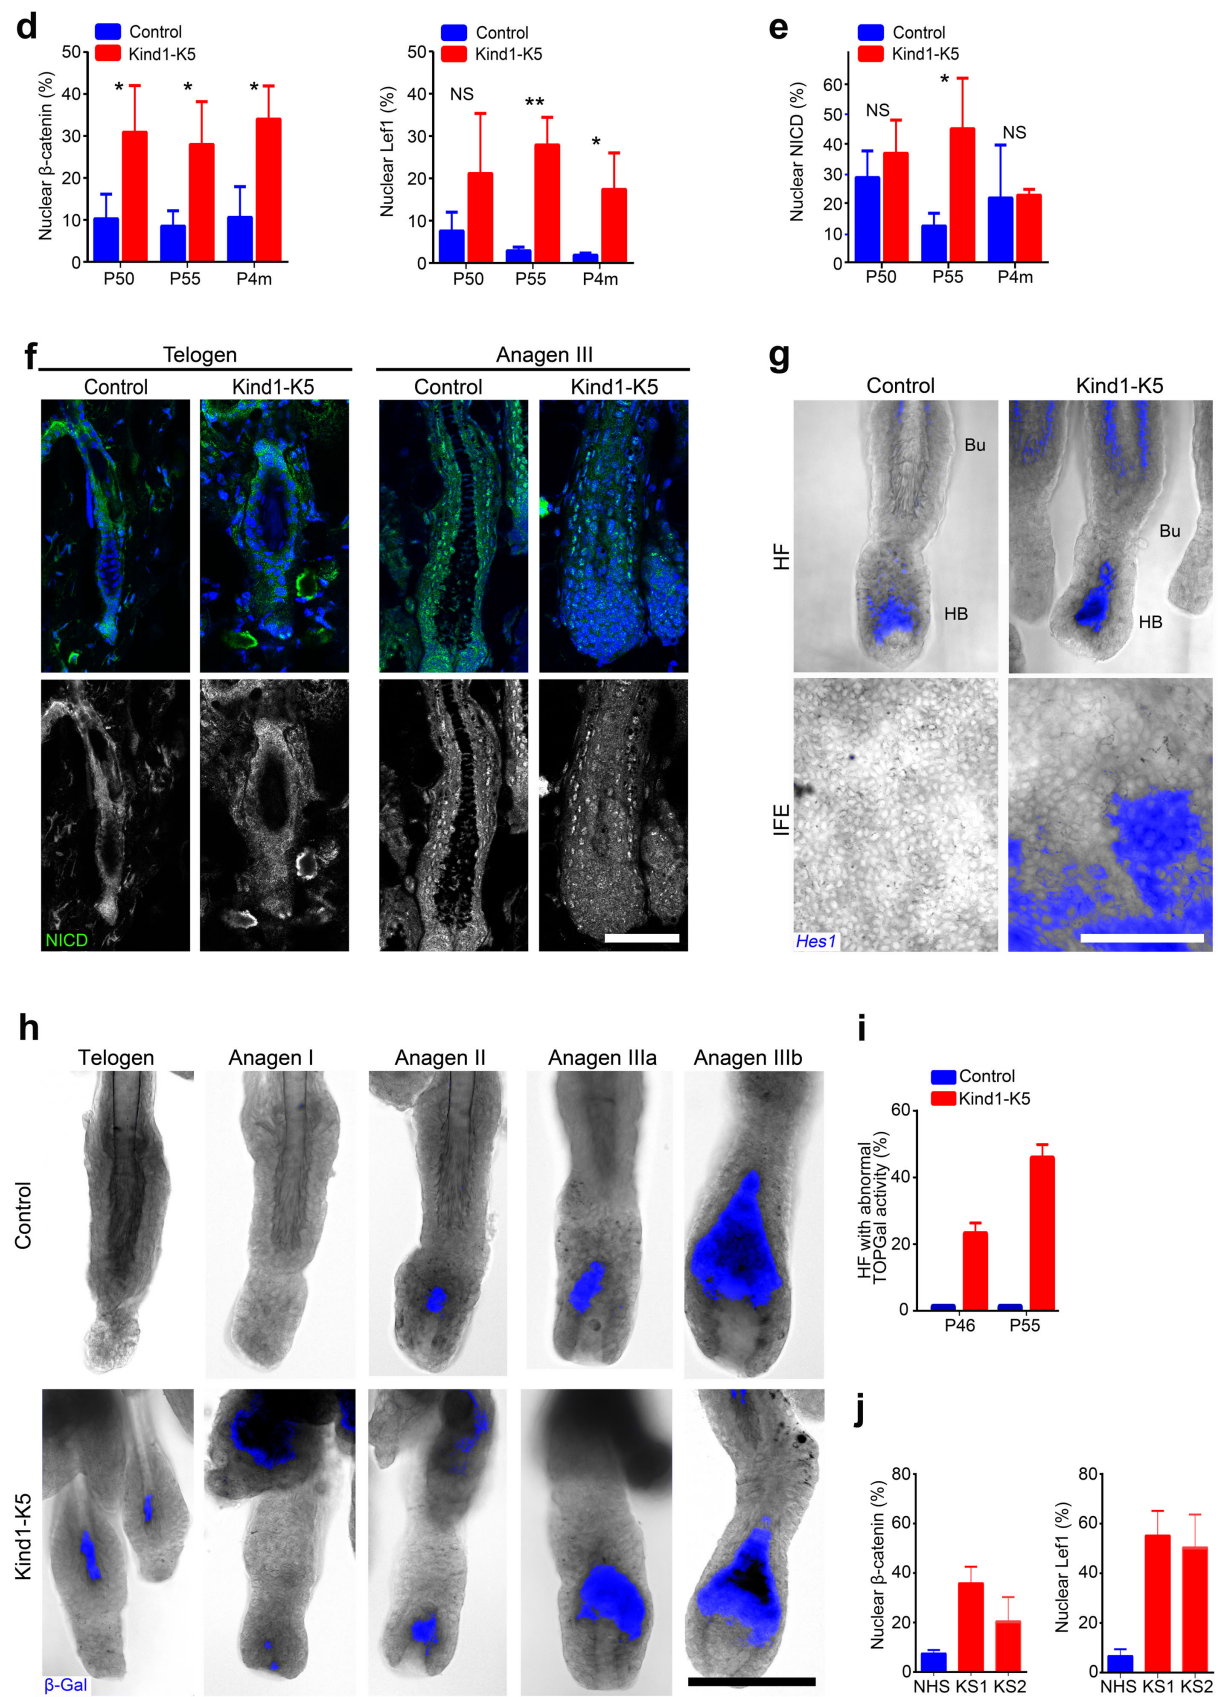 d
Control
Kind1-K5
Nuclear β-catenin (%)
50
40
30
20
10
0
* * *
P50 P55 P4m
Control
Kind1-K5
Nuclear Lef1 (%)
50
40
30
20
10
0
NS ** *
P50 P55 P4m
e
Control
Kind1-K5
Nuclear NICD (%)
60
50
40
30
20
10
0
NS * NS
P50 P55 P4m
f
Telogen Anagen III
Control Kind1-K5 Control Kind1-K5
NICD
g
Control Kind1-K5
HF
Bu
HB
Bu
HB
IFE
Hes1
h
Telogen Anagen I Anagen II Anagen IIIa Anagen IIIb
Control
Kind1-K5
β-Gal
i
Control
Kind1-K5
HF with abnormal
TOPGal activity (%)
60
40
20
0
P46 P55
j
Nuclear β-catenin (%)
80
60
40
20
0
NHS KS1 KS2
Nuclear Lef1 (%)
80
60
40
20
0
NHS KS1 KS2